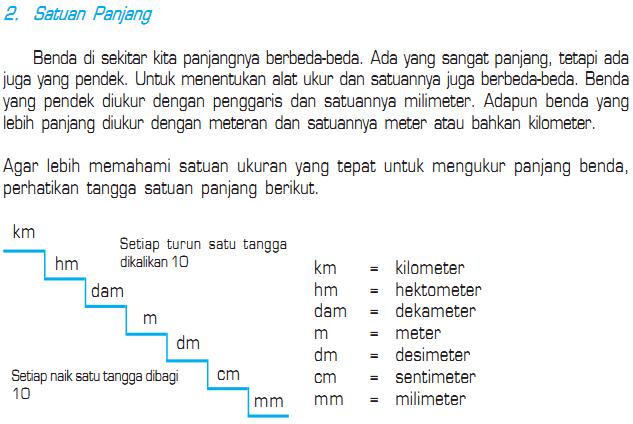 2. Satuan Panjang
Benda di sekitar kita panjangnya berbeda-beda. Ada yang sangat panjang, tetapi ada
juga yang pendek. Untuk menentukan alat ukur dan satuannya juga berbeda-beda. Benda
yang pendek diukur dengan penggaris dan satuannya milimeter. Adapun benda yang
lebih panjang diukur dengan meteran dan satuannya meter atau bahkan kilometer.
Agar lebih memahami satuan ukuran yang tepat untuk mengukur panjang benda,
perhatikan tangga satuan panjang berikut.
km
hm
dam
m
dm
cm
mm
Setiap turun satu tangga
dikalikan 10
Setiap naik satu tangga dibagi
10
km = kilometer
hm = hektometer
dam = dekameter
m = meter
dm = desimeter
cm = sentimeter
mm = milimeter